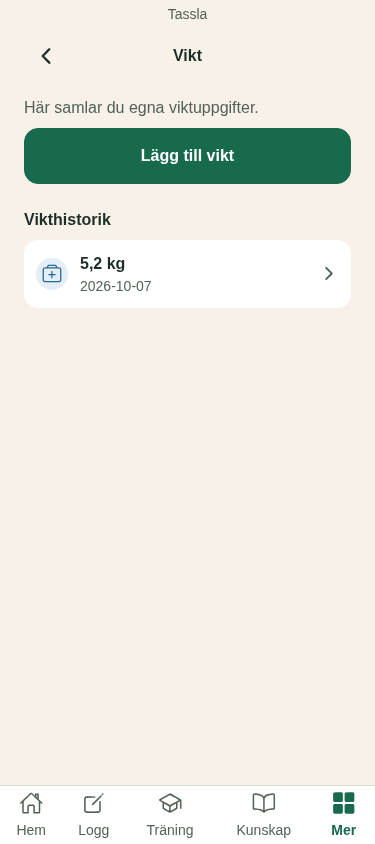 Tassla
Vikt
Här samlar du egna viktuppgifter.
Lägg till vikt
Vikthistorik
5,2 kg
2026-10-07
Hem
Logg
Träning
Kunskap
Mer